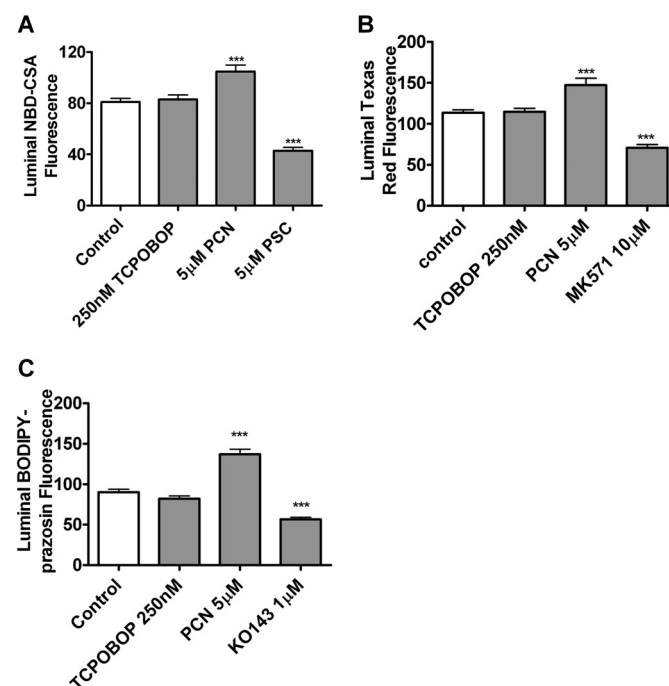 A
Luminal NBD-CSA
Fluorescence
120
80
40
0
***
***
Control
250nM TCPOBOP
5μM PCN
5μM PSC
B
Luminal Texas
Red Fluorescence
200
150
100
50
0
***
***
control
TCPOBOP 250nM
PCN 5μM
MK571 10μM
C
Luminal BODIPY-
prazosin Fluorescence
200
150
100
50
0
***
***
Control
TCPOBOP 250nM
PCN 5μM
KO143 1μM